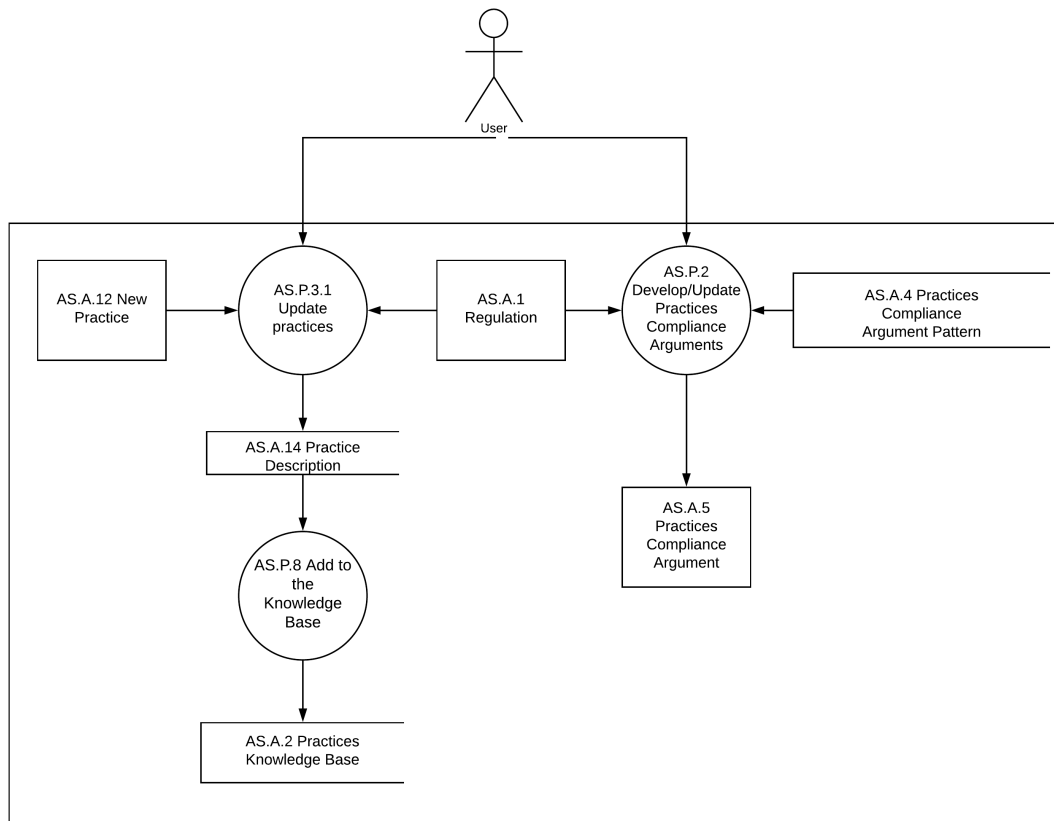 User
AS.A.12 New
Practice
AS.P.3.1
Update
practices
AS.A.1
Regulation
AS.P.2
Develop/Update
Practices
Compliance
Arguments
AS.A.4 Practices
Compliance
Argument Pattern
AS.A.14 Practice
Description
AS.A.5
Practices
Compliance
Argument
AS.P.8 Add to
the
Knowledge
Base
AS.A.2 Practices
Knowledge Base